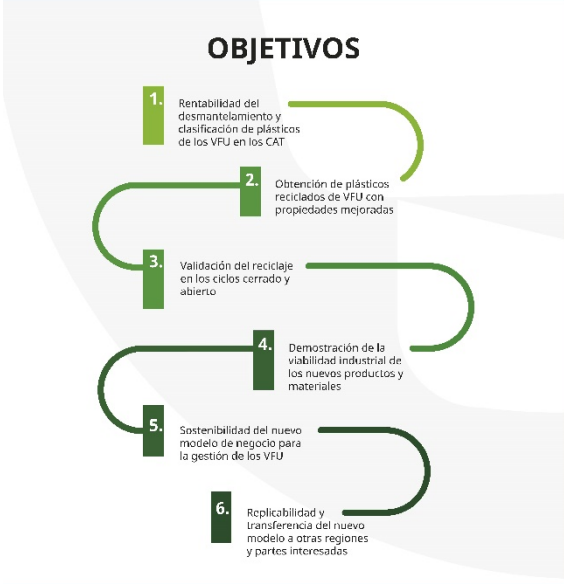 OBJETIVOS
1.
Rentabilidad del
desmantelamiento y
clasificación de plásticos
de los VFU en los CAT
2.
Obtención de plásticos
reciclados de VFU con
propiedades mejoradas
3.
Validación del reciclaje
en los ciclos cerrado y
abierto
4.
Demostración de la
viabilidad industrial de
los nuevos productos y
materiales
5.
Sostenibilidad del nuevo
modelo de negocio para
la gestión de los VFU
6.
Replicabilidad y
transferencia del nuevo
modelo a otras regiones
y partes interesadas